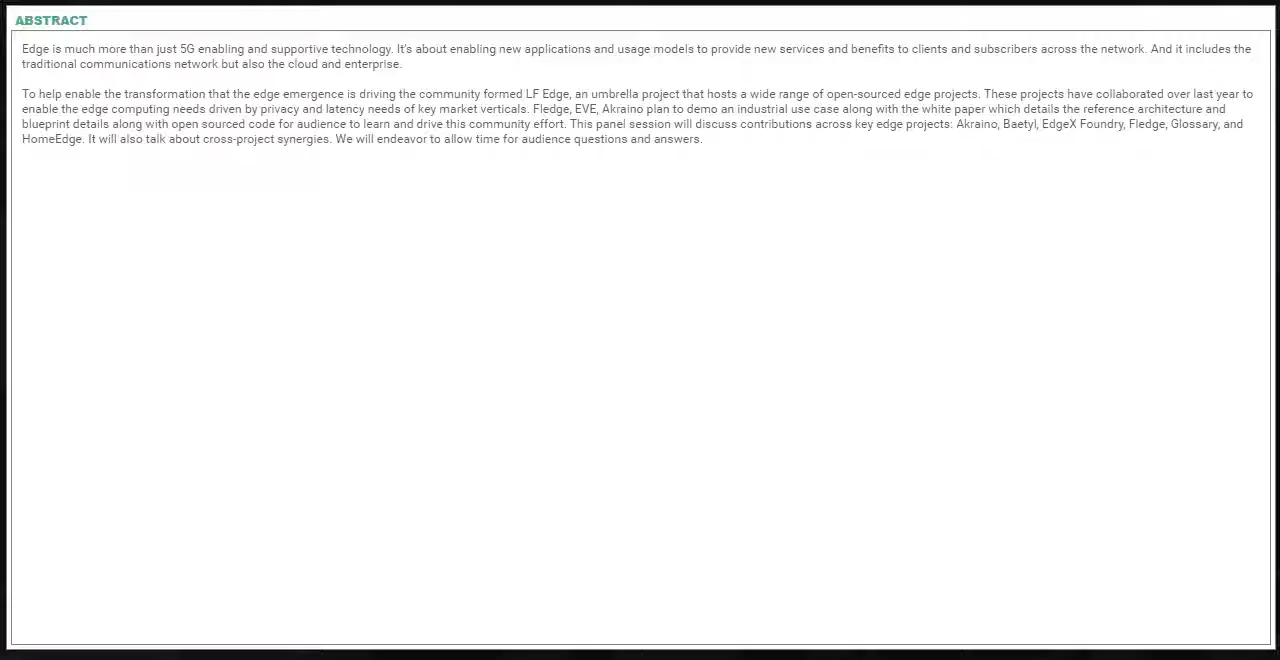 ABSTRACT
Edge is much more than just 5G enabling and supportive technology. It's about enabling new applications and usage models to provide new services and benefits to clients and subscribers across the network. And it includes the
traditional communications network but also the cloud and enterprise.
To help enable the transformation that the edge emergence is driving the community formed LF Edge, an umbrella project that hosts a wide range of open-sourced edge projects. These projects have collaborated over last year to
enable the edge computing needs driven by privacy and latency needs of key market verticals. Fledge, EVE, Akraino plan to demo an industrial use case along with the white paper which details the reference architecture and
blueprint details along with open sourced code for audience to learn and drive this community effort. This panel session will discuss contributions across key edge projects: Akraino, Baetyl, EdgeX Foundry, Fledge, Glossary, and
HomeEdge. It will also talk about cross-project synergies. We will endeavor to allow time for audience questions and answers.